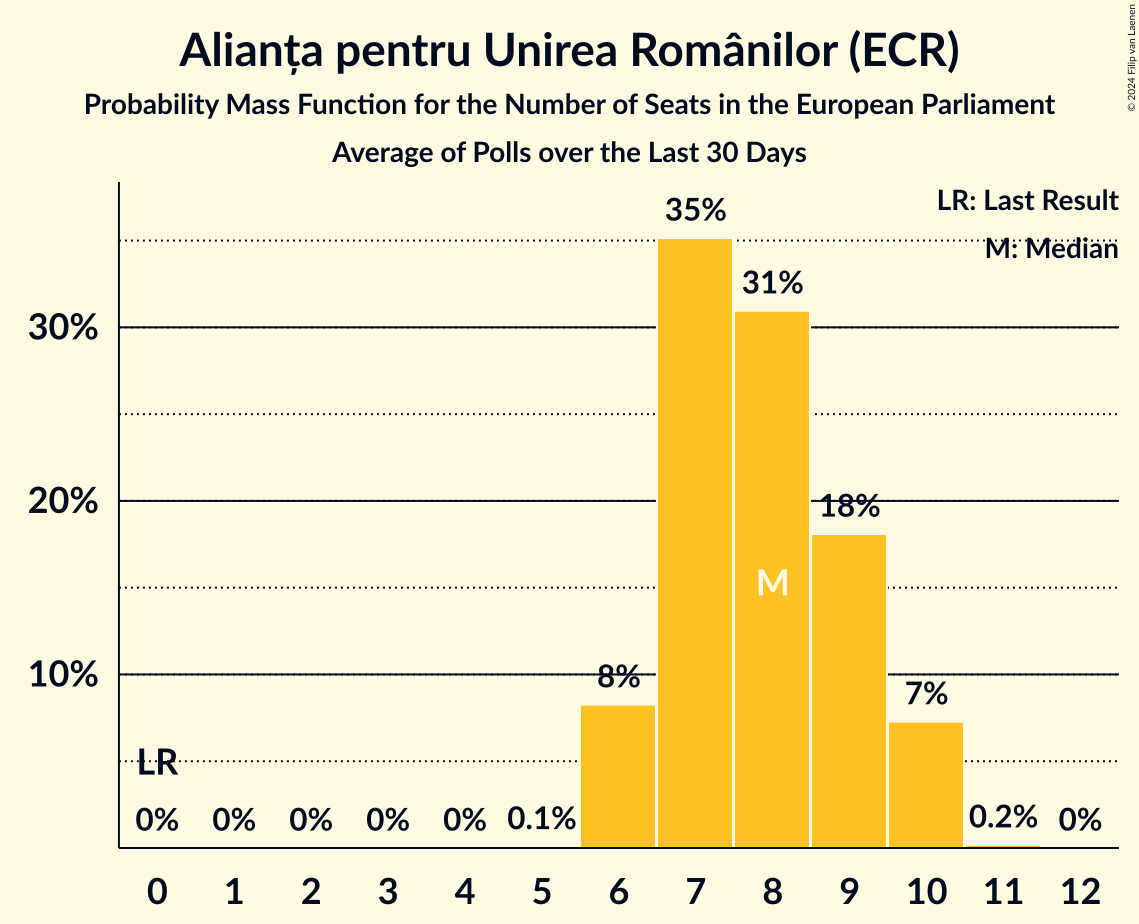 Alianța pentru Unirea Românilor (ECR)
Probability Mass Function for the Number of Seats in the European Parliament
Average of Polls over the Last 30 Days
© 2024 Filip van Laenen
LR: Last Result
M: Median
35%
31%
30%
20%
18%
M
10%
8%
7%
LR
0% 0% 0% 0% 0% 0.1% 0.2% 0%
0 1 2 3 4 5 6 7 8 9 10 11 12